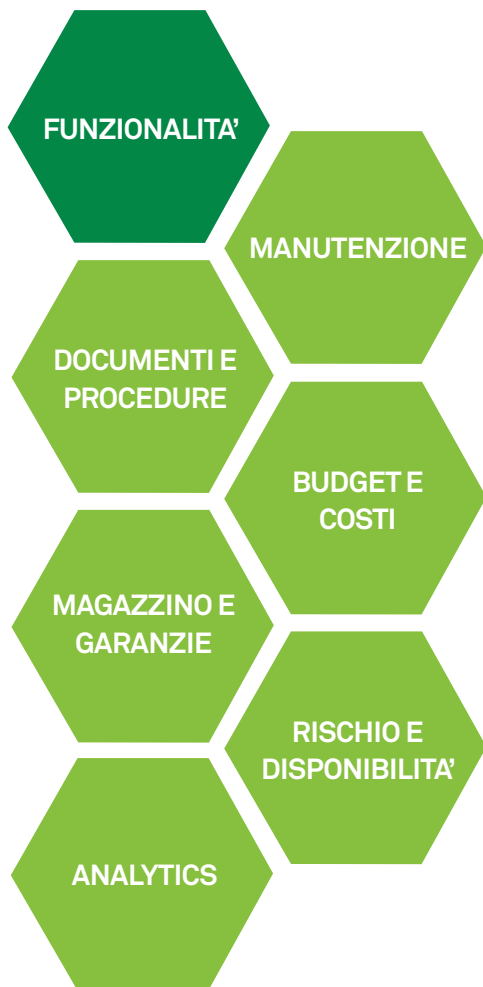 FUNZIONALITA’
MANUTENZIONE
DOCUMENTI E
PROCEDURE
BUDGET E
COSTI
MAGAZZINO E
GARANZIE
RISCHIO E
DISPONIBILITA’
ANALYTICS